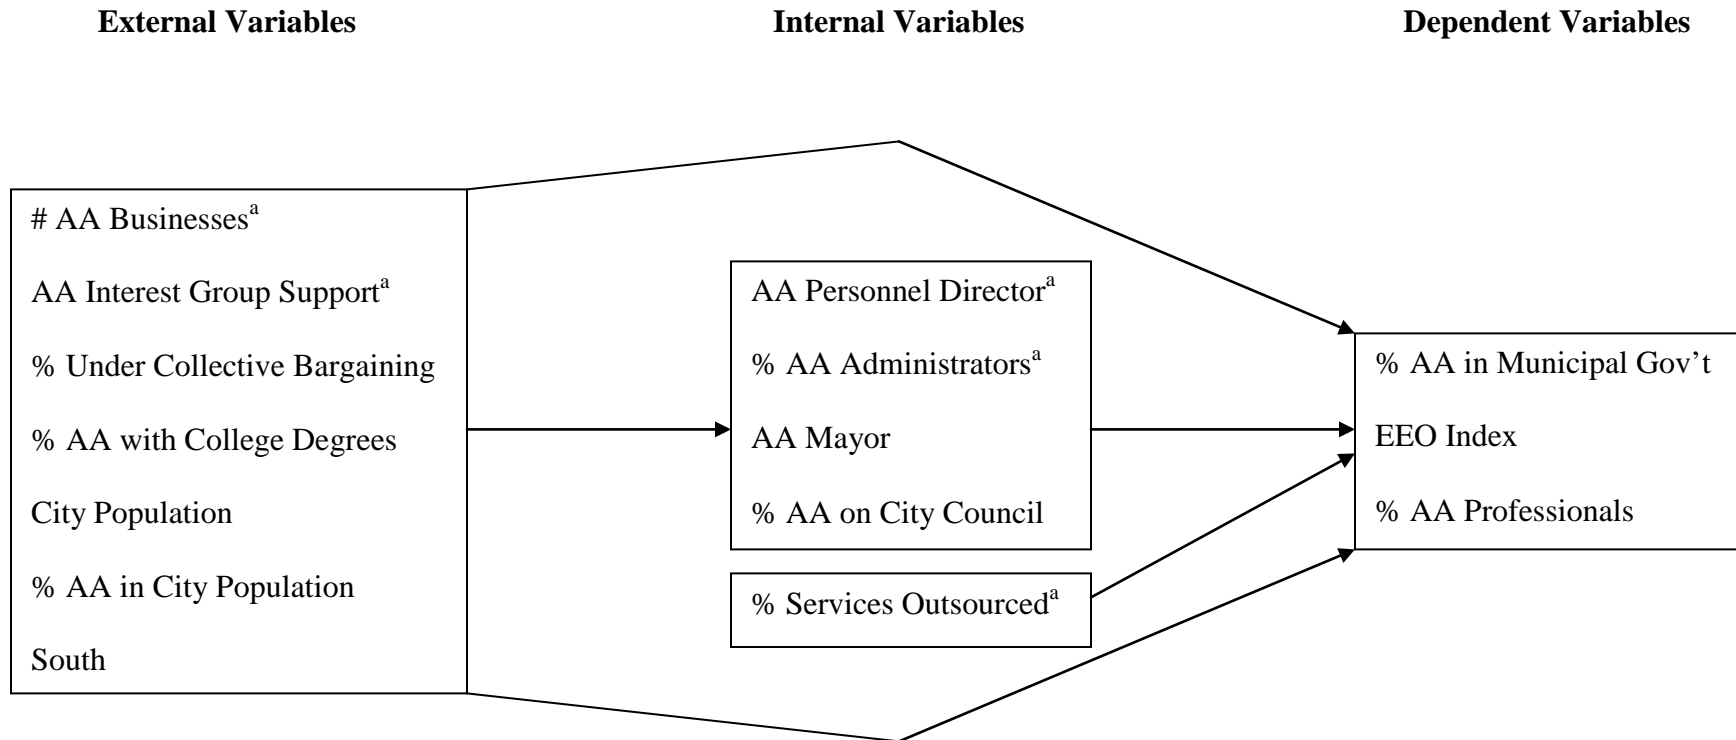 External Variables
Internal Variables
Dependent Variables
# AA Businessesᵃ
AA Interest Group Supportᵃ
% Under Collective Bargaining
% AA with College Degrees
City Population
% AA in City Population
South
AA Personnel Directorᵃ
% AA Administratorsᵃ
AA Mayor
% AA on City Council
% Services Outsourcedᵃ
% AA in Municipal Gov’t
EEO Index
% AA Professionals